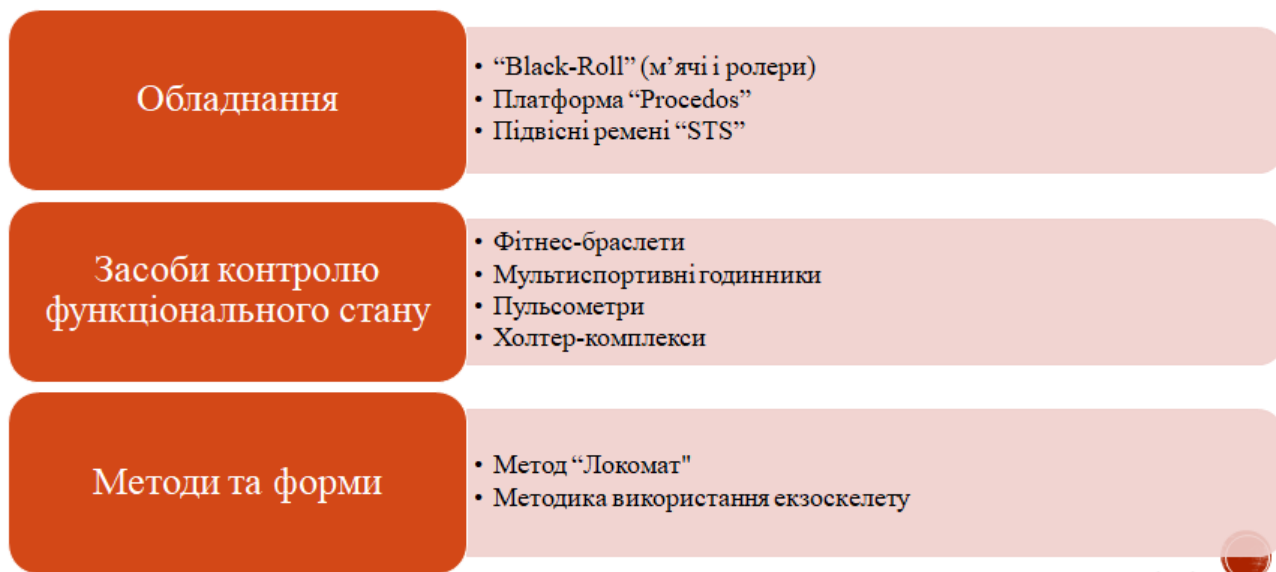 Обладнання
• “Black-Roll” (м’ячі і ролери)
• Платформа “Procedos”
• Підвісні ремені “STS”
Засоби контролю
функціонального стану
• Фітнес-браслети
• Мультиспортивні годинники
• Пульсометри
• Холтер-комплекси
Методи та форми
• Метод “Локомат"
• Методика використання екзоскелету